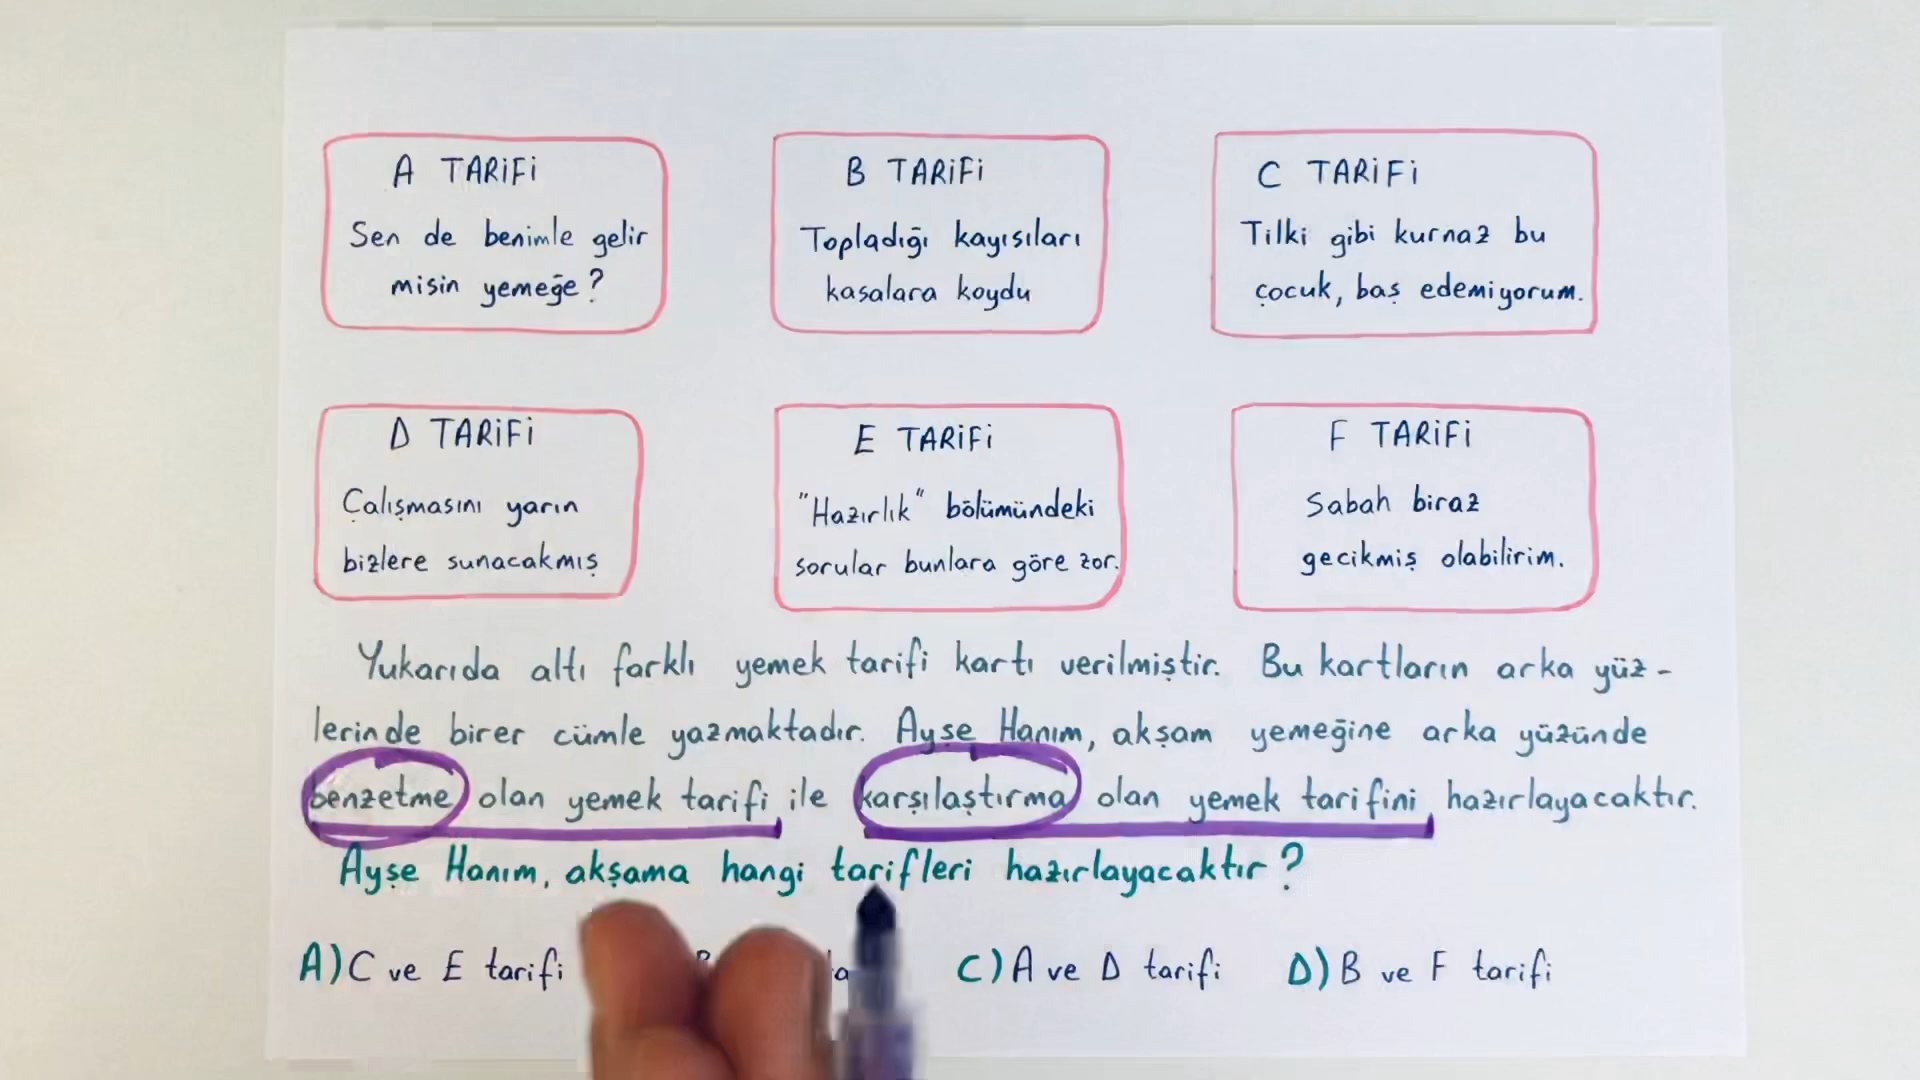 A TARİFİ
Sen de benimle gelir
misin yemeğe?
B TARİFİ
Topladığı kayısıları
kasalara koydu
C TARİFİ
Tilki gibi kurnaz bu
çocuk, baş edemiyorum.
D TARİFİ
Çalışmasını yarın
bizlere sunacakmış
E TARİFİ
"Hazırlık" bölümündeki
sorular bunlara göre zor.
F TARİFİ
Sabah biraz
gecikmiş olabilirim.
Yukarıda altı farklı yemek tarifi kartı verilmiştir. Bu kartların arka yüz-
lerinde birer cümle yazmaktadır. Ayşe Hanım, akşam yemeğine arka yüzünde
benzetme olan yemek tarifi ile karşılaştırma olan yemek tarifini hazırlayacaktır.
Ayşe Hanım, akşama hangi tarifleri hazırlayacaktır?
A) C ve E tarifi
C) A ve D tarifi
D) B ve F tarifi